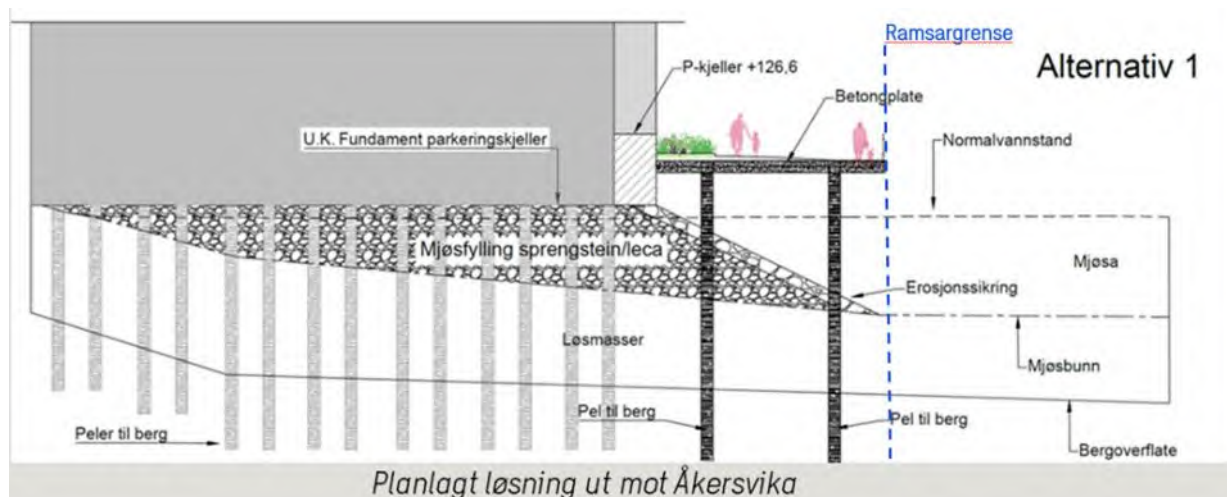 Ramsargrense
Alternativ 1
P-kjeller +126,6
Betongplate
U.K. Fundament parkeringskjeller
Normalvannstand
Mjøsfylling sprengstein/leca
Mjøsa
Erosjonssikring
Løsmasser
Mjøsbunn
Pel til berg
Pel til berg
Peler til berg
Bergoverflate
Planlagt løsning ut mot Åkersvika